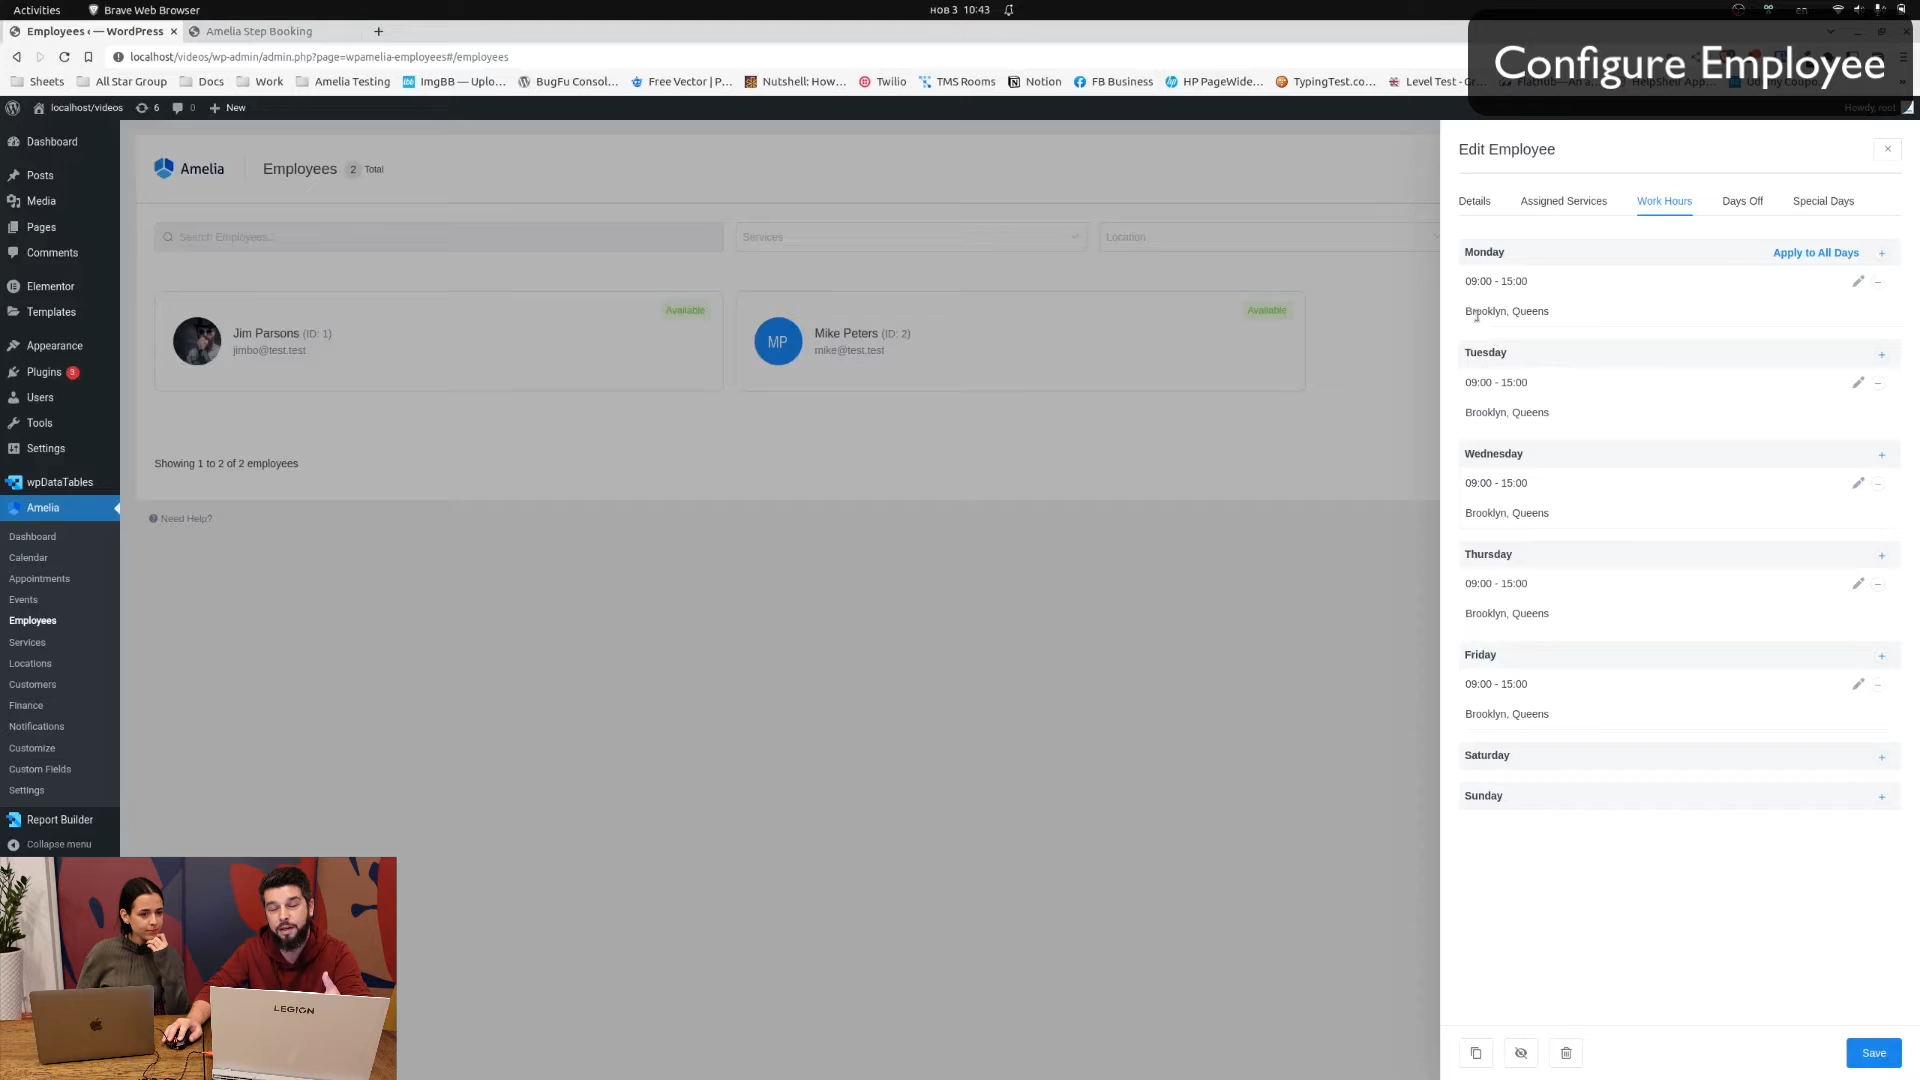 Activities
Brave Web Browser
нов 3 10:43
en
Employees ‹ — WordPress
Amelia Step Booking
localhost/videos/wp-admin/admin.php?page=wpamelia-employees#/employees
Configure Employee
Sheets
All Star Group
Docs
Work
Amelia Testing
ImgBB — Uplo...
BugFu Consol...
Free Vector | P...
Nutshell: How...
Twilio
TMS Rooms
Notion
FB Business
HP PageWide...
TypingTest.co...
Level Test - Gr...
localhost/videos
6
0
New
Howdy, root
Dashboard
Posts
Media
Pages
Comments
Elementor
Templates
Appearance
Plugins 3
Users
Tools
Settings
wpDataTables
Amelia
Dashboard
Calendar
Appointments
Events
Employees
Services
Locations
Customers
Finance
Notifications
Customize
Custom Fields
Settings
Report Builder
Collapse menu
Amelia
Employees 2 Total
Search Employees...
Services
Location
Available
Jim Parsons (ID: 1)
jimbo@test.test
Available
MP
Mike Peters (ID: 2)
mike@test.test
Showing 1 to 2 of 2 employees
Need Help?
Edit Employee
Details
Assigned Services
Work Hours
Days Off
Special Days
Monday
Apply to All Days
09:00 - 15:00
Brooklyn, Queens
Tuesday
09:00 - 15:00
Brooklyn, Queens
Wednesday
09:00 - 15:00
Brooklyn, Queens
Thursday
09:00 - 15:00
Brooklyn, Queens
Friday
09:00 - 15:00
Brooklyn, Queens
Saturday
Sunday
Save
LEGION